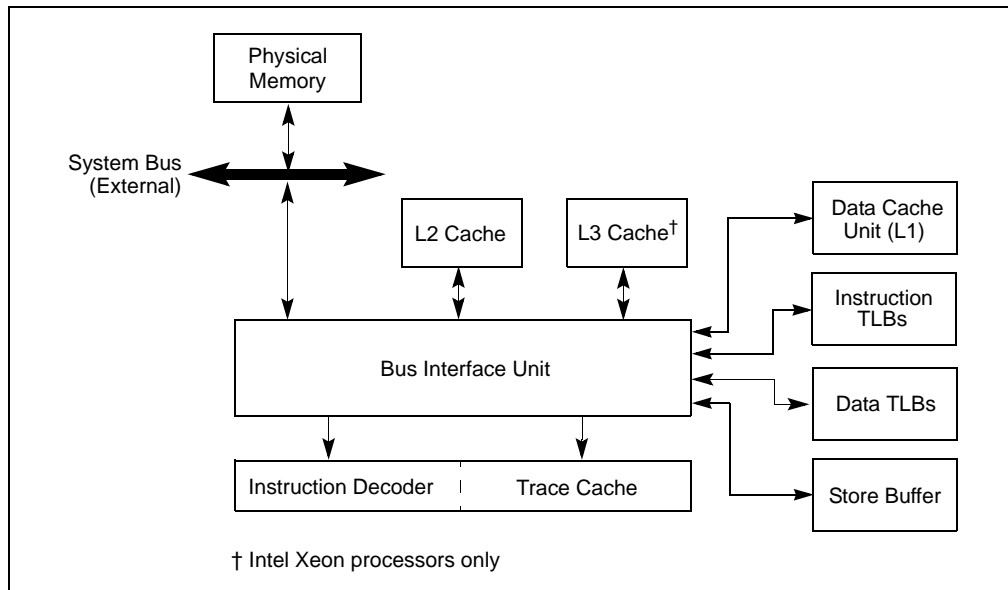 Physical
Memory
System Bus
(External)
L2 Cache
L3 Cache†
Data Cache
Unit (L1)
Instruction
TLBs
Bus Interface Unit
Data TLBs
Instruction Decoder
Trace Cache
Store Buffer
† Intel Xeon processors only